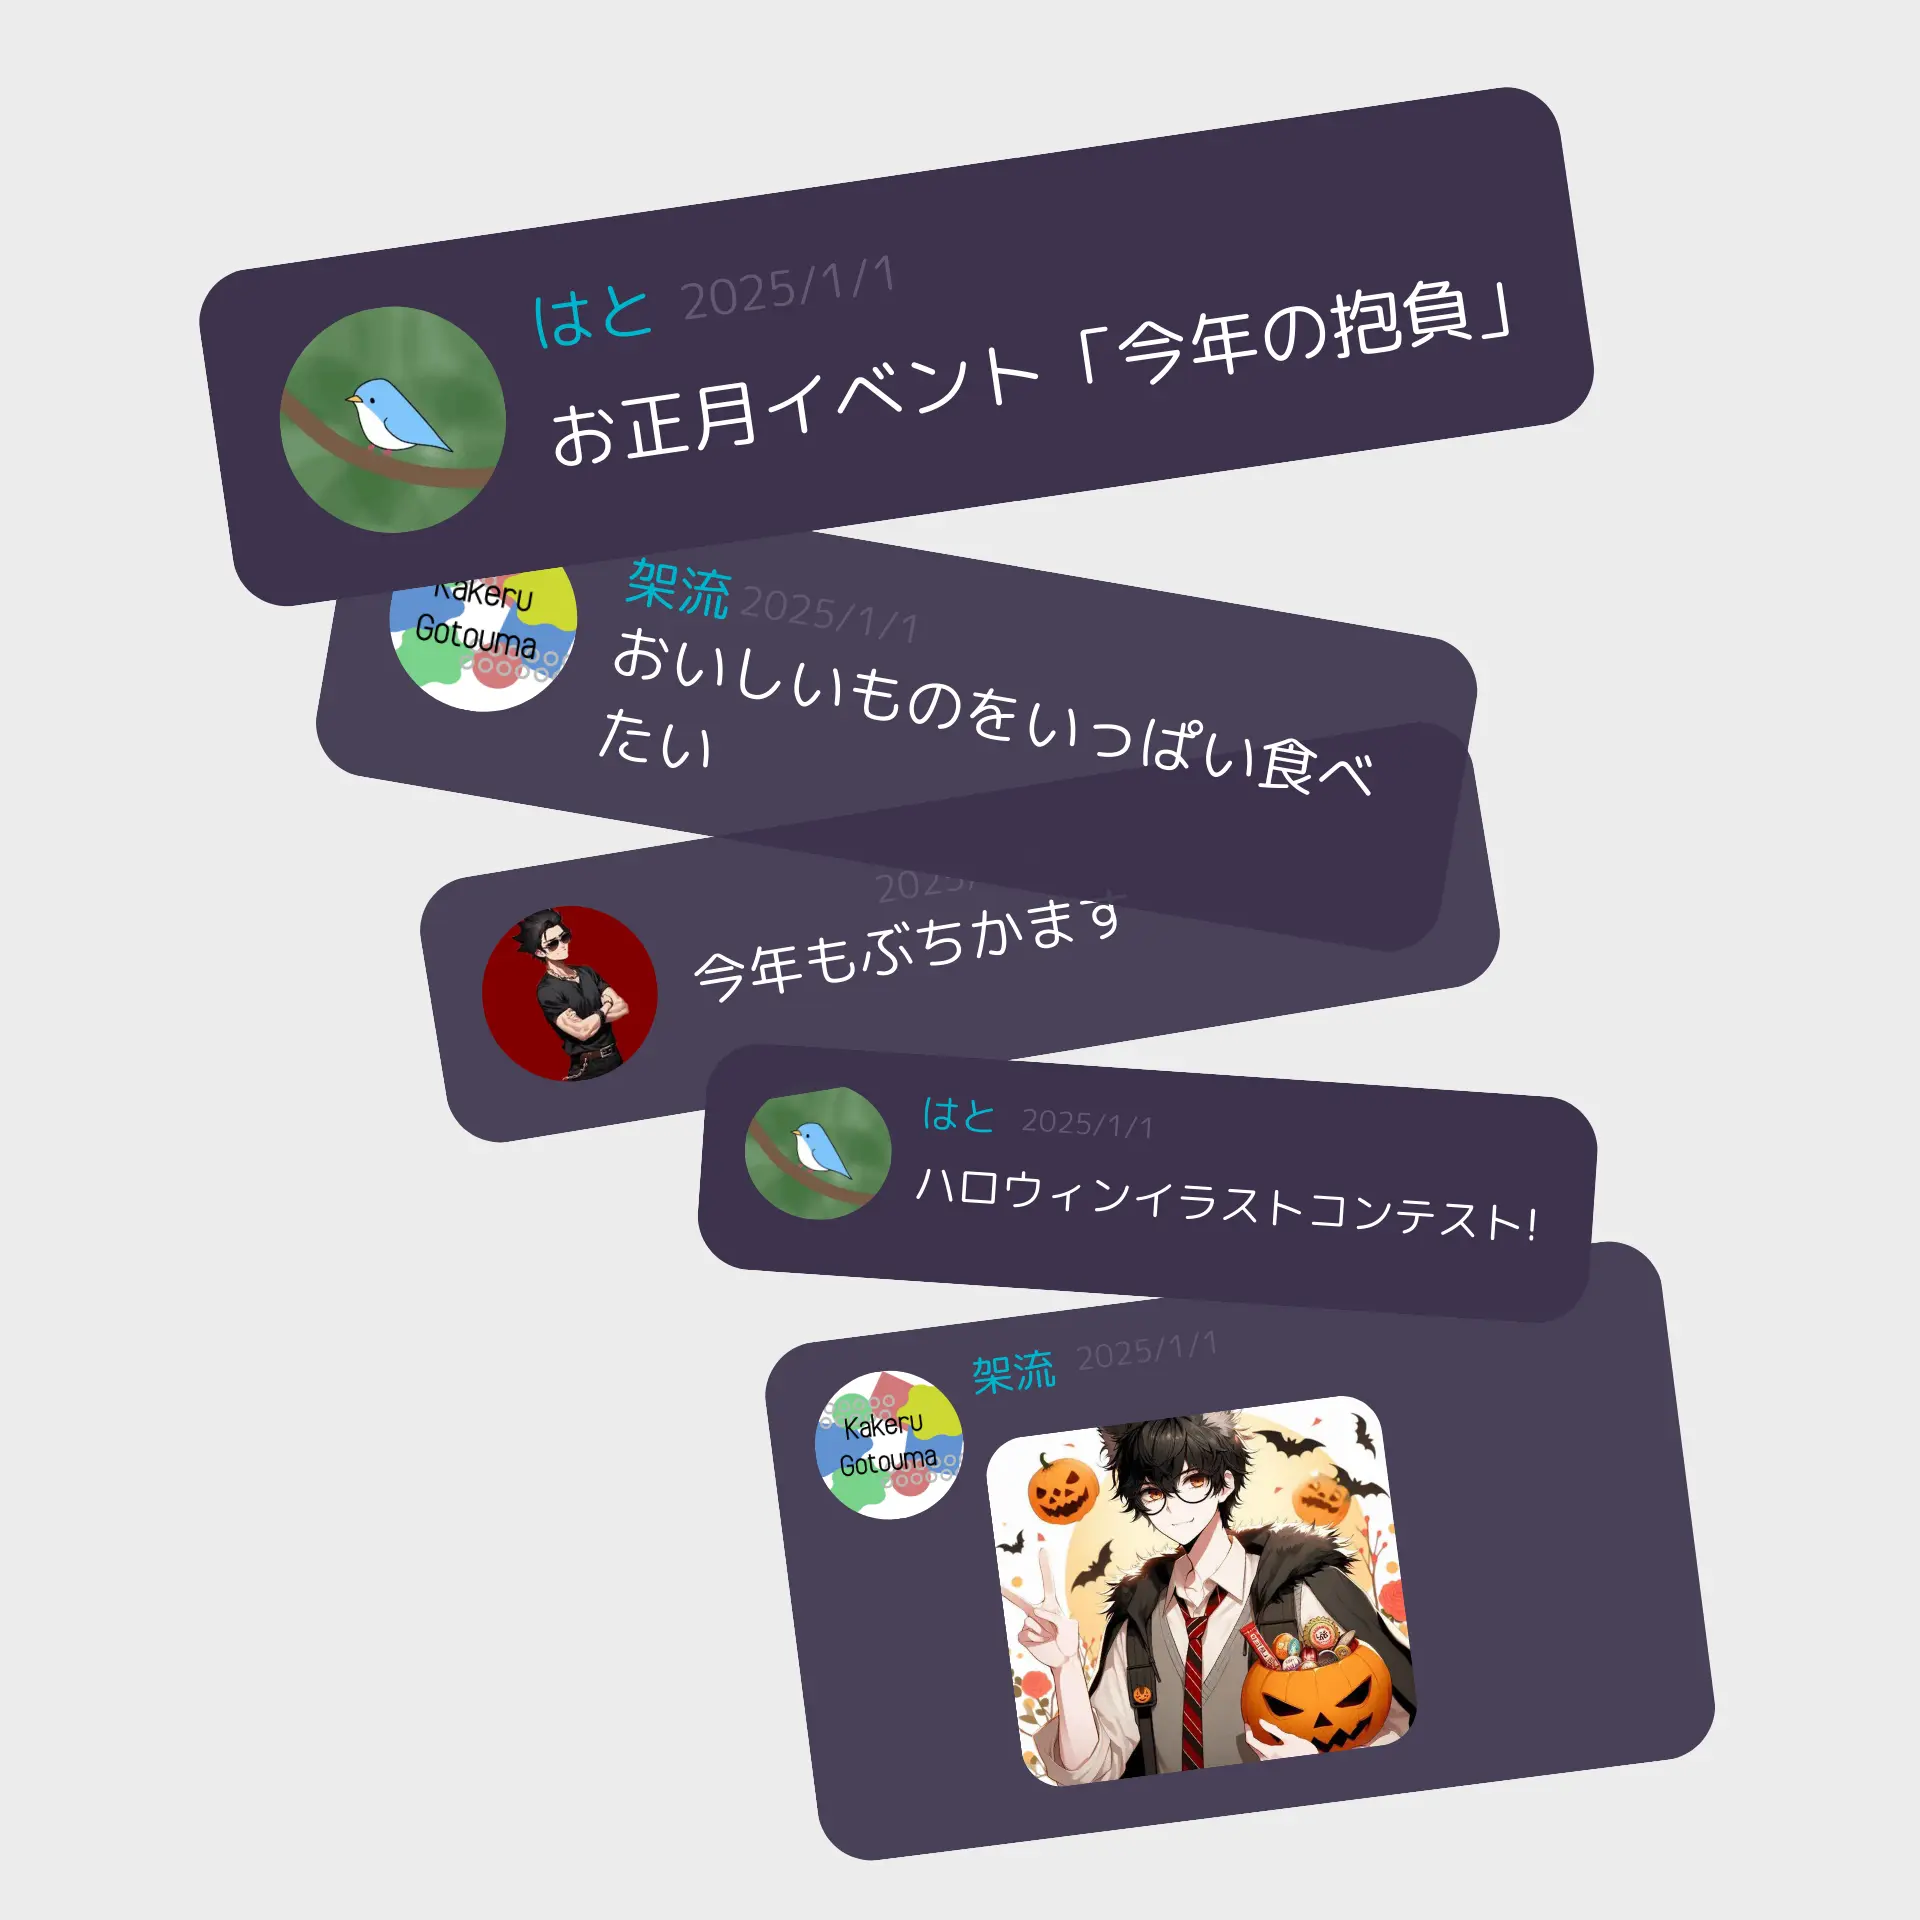 はと 2025/1/1
お正月イベント「今年の抱負」
Kakeru
Gotouma
架流 2025/1/1
おいしいものをいっぱい食べ
たい
今年もぶちかます
はと 2025/1/1
ハロウィンイラストコンテスト!
架流 2025/1/1
Kakeru
Gotouma